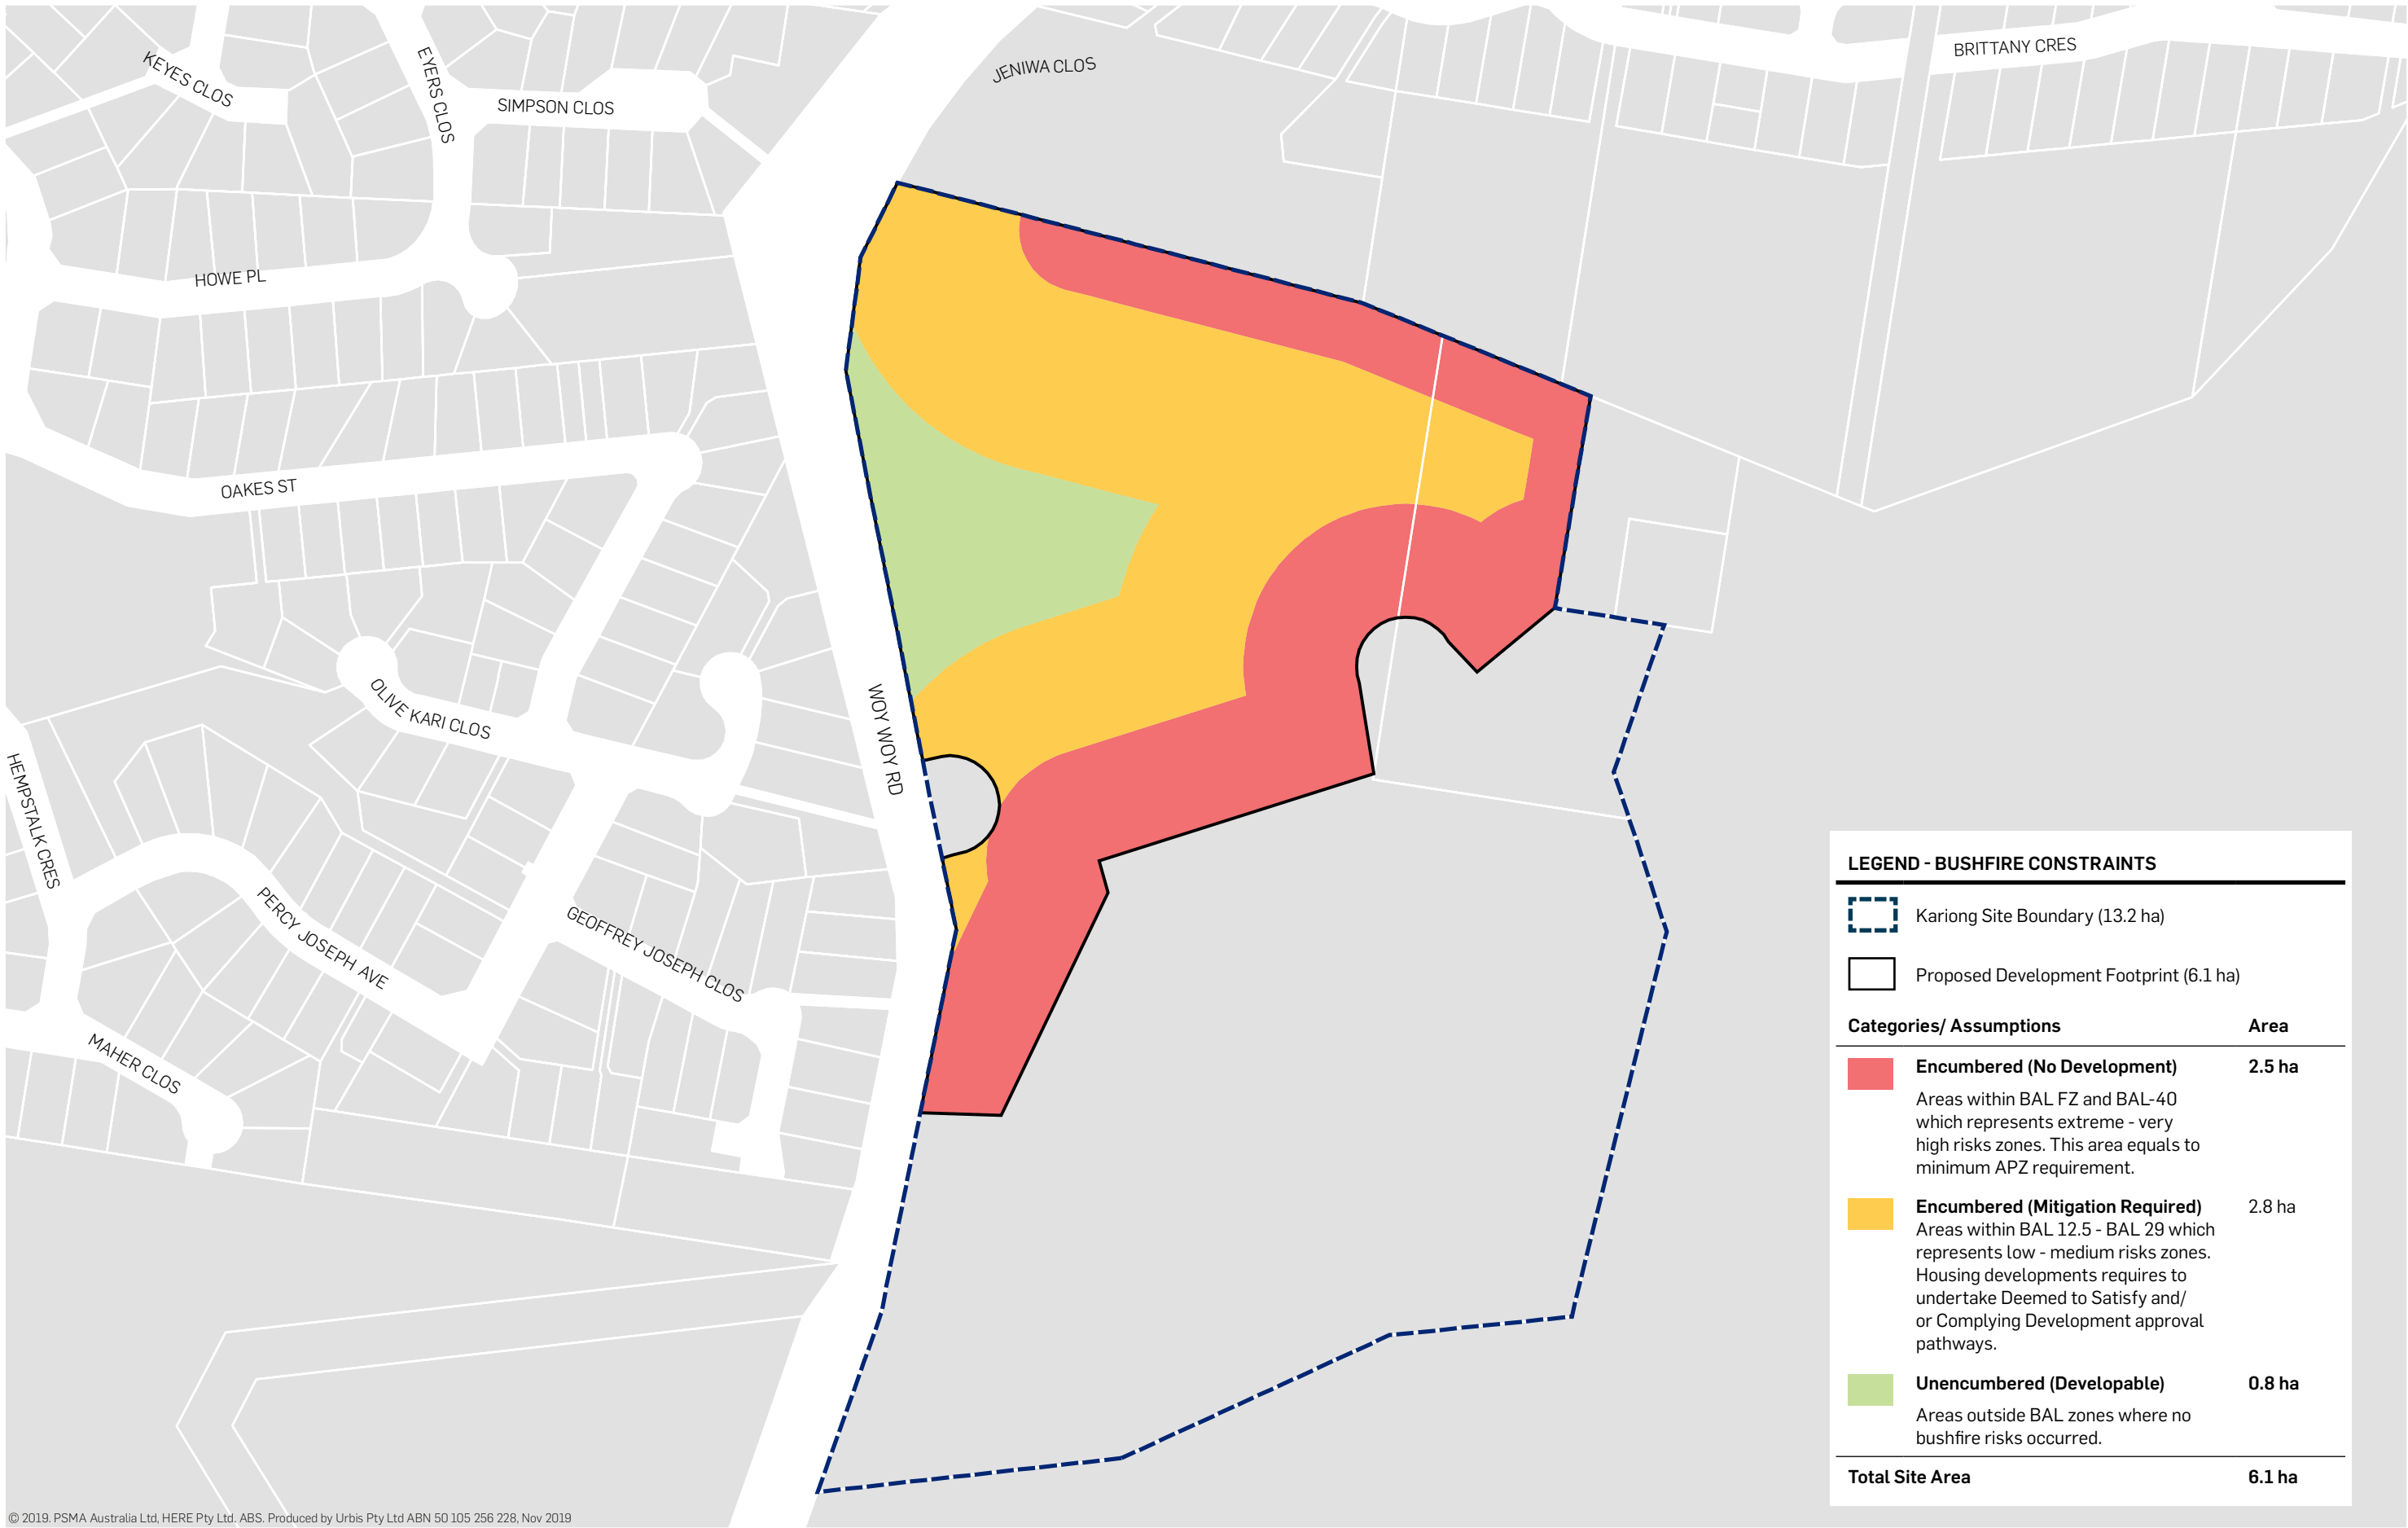 KEYES CLOS
EYERS CLOS
SIMPSON CLOS
JENIWA CLOS
BRITTANY CRES
HOWE PL
OAKES ST
OLIVE KARI CLOS
WOY WOY RD
HEMPSTALK CRES
PERCY JOSEPH AVE
GEOFFREY JOSEPH CLOS
MAHER CLOS
LEGEND - BUSHFIRE CONSTRAINTS
Kariong Site Boundary (13.2 ha)
Proposed Development Footprint (6.1 ha)
Categories/ Assumptions Area
Encumbered (No Development) 2.5 ha
Areas within BAL FZ and BAL-40
which represents extreme - very
high risks zones. This area equals to
minimum APZ requirement.
Encumbered (Mitigation Required) 2.8 ha
Areas within BAL 12.5 - BAL 29 which
represents low - medium risks zones.
Housing developments requires to
undertake Deemed to Satisfy and/
or Complying Development approval
pathways.
Unencumbered (Developable) 0.8 ha
Areas outside BAL zones where no
bushfire risks occurred.
Total Site Area 6.1 ha
© 2019. PSMA Australia Ltd, HERE Pty Ltd. ABS. Produced by Urbis Pty Ltd ABN 50 105 256 228, Nov 2019